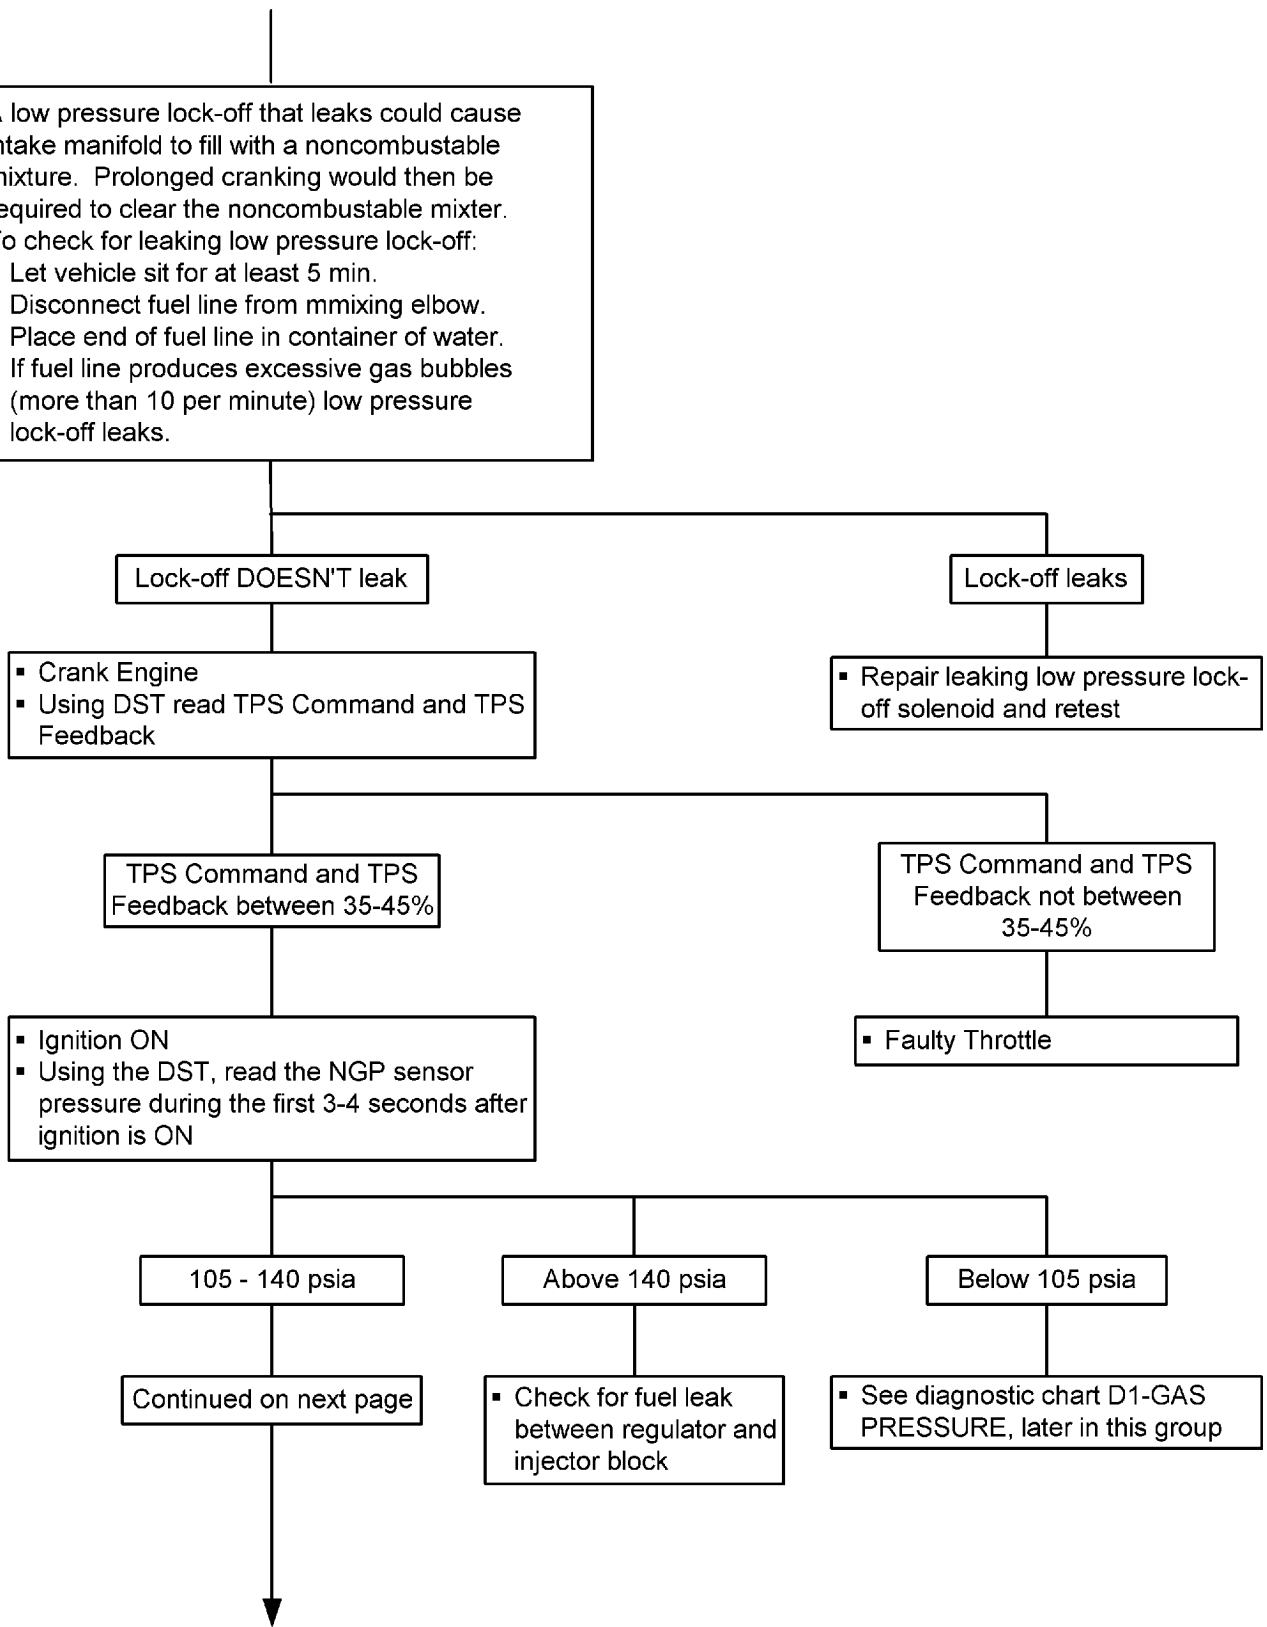 low pressure lock-off that leaks could cause
ntake manifold to fill with a noncombustable
nixture. Prolonged cranking would then be
equired to clear the noncombustable mixter.
o check for leaking low pressure lock-off:
Let vehicle sit for at least 5 min.
Disconnect fuel line from mmixing elbow.
Place end of fuel line in container of water.
If fuel line produces excessive gas bubbles
(more than 10 per minute) low pressure
lock-off leaks.
Lock-off DOESN'T leak
Lock-off leaks
▪ Crank Engine
▪ Using DST read TPS Command and TPS
Feedback
▪ Repair leaking low pressure lock-
off solenoid and retest
TPS Command and TPS
Feedback between 35-45%
TPS Command and TPS
Feedback not between
35-45%
▪ Ignition ON
▪ Using the DST, read the NGP sensor
pressure during the first 3-4 seconds after
ignition is ON
▪ Faulty Throttle
105 - 140 psia
Above 140 psia
Below 105 psia
Continued on next page
▪ Check for fuel leak
between regulator and
injector block
▪ See diagnostic chart D1-GAS
PRESSURE, later in this group